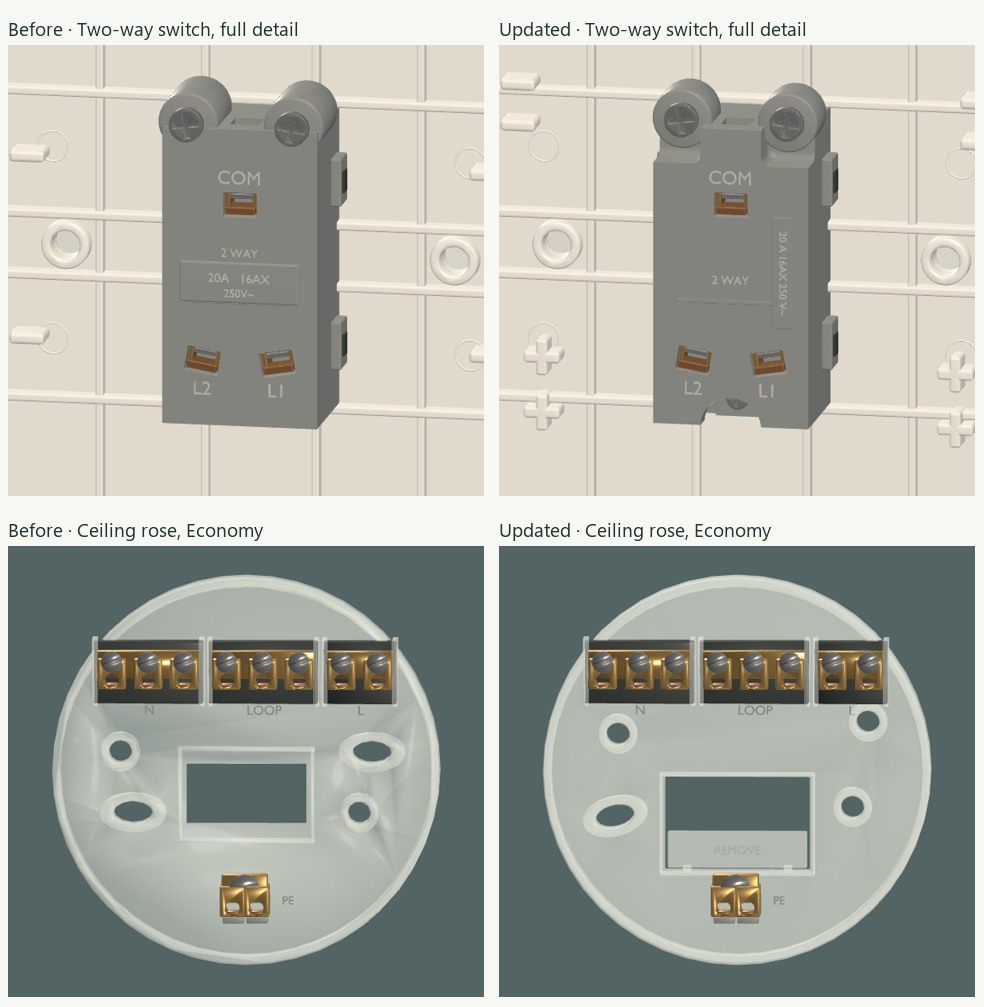 Before · Two-way switch, full detail
COM
2 WAY
20A 16AX
250V~
L2
L1
Updated · Two-way switch, full detail
COM
20 A 16AX 250 V~
2 WAY
L2
L1
Before · Ceiling rose, Economy
N
LOOP
L
PE
Updated · Ceiling rose, Economy
N
LOOP
L
REMOVE
PE